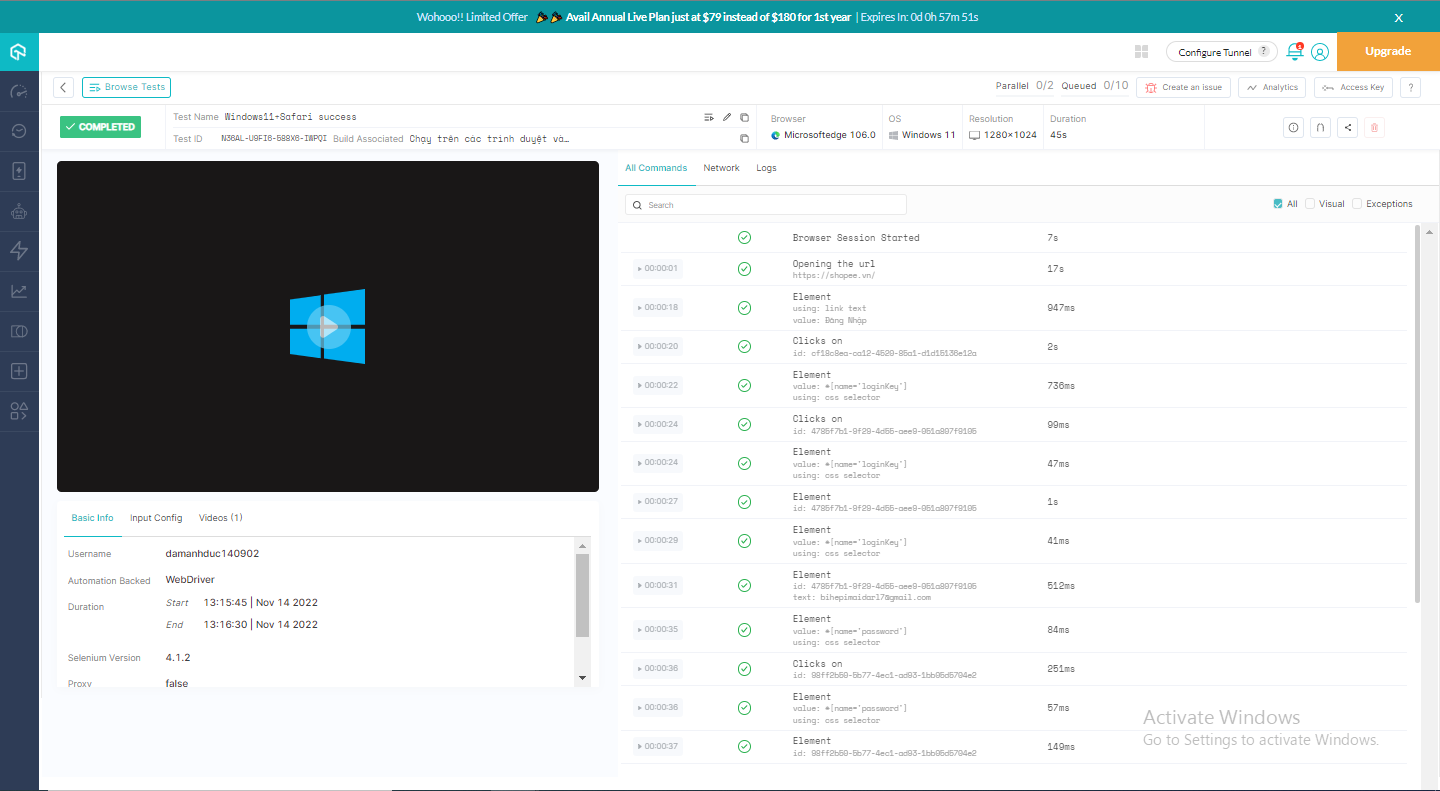 Wohooo!! Limited Offer 🎉🎉 Avail Annual Live Plan just at $79 instead of $180 for 1st year | Expires In: 0d 0h 57m 51s X
Configure Tunnel ? Upgrade
Browse Tests Parallel 0/2 Queued 0/10 Create an issue Analytics Access Key ?
COMPLETED
Test Name Windows11+Safari success
Test ID N36AL-U9FI6-588X6-IWPQI Build Associated Chạy trên các trình duyệt và...
Browser OS Resolution Duration
Microsoftedge 106.0 Windows 11 1280×1024 45s
All Commands Network Logs
Search All Visual Exceptions
Browser Session Started 7s
00:00:01 Opening the url 17s
https://shopee.vn/
00:00:18 Element 947ms
using: link text
value: Đăng Nhập
00:00:20 Clicks on 2s
id: cf18c8ea-ca12-4520-85a1-d1d15136e12a
00:00:22 Element 736ms
value: *[name='loginKey']
using: css selector
00:00:24 Clicks on 99ms
id: 4785f7b1-9f29-4d55-aee9-051a807f9105
00:00:24 Element 47ms
value: *[name='loginKey']
using: css selector
00:00:27 Element 1s
id: 4785f7b1-9f29-4d55-aee9-051a807f9105
00:00:29 Element 41ms
value: *[name='loginKey']
using: css selector
00:00:31 Element 512ms
id: 4785f7b1-9f29-4d55-aee9-051a807f9105
text: bihepimaidarl7@gmail.com
00:00:35 Element 84ms
value: *[name='password']
using: css selector
00:00:36 Clicks on 251ms
id: 98ff2b50-5b77-4ec1-ad93-1bb05d5704e2
00:00:36 Element 57ms
value: *[name='password']
using: css selector
00:00:37 Element 149ms
id: 98ff2b50-5b77-4ec1-ad93-1bb05d5704e2
Basic Info Input Config Videos (1)
Username damanhduc140902
Automation Backed WebDriver
Duration Start 13:15:45 | Nov 14 2022
End 13:16:30 | Nov 14 2022
Selenium Version 4.1.2
Proxy false
Activate Windows
Go to Settings to activate Windows.